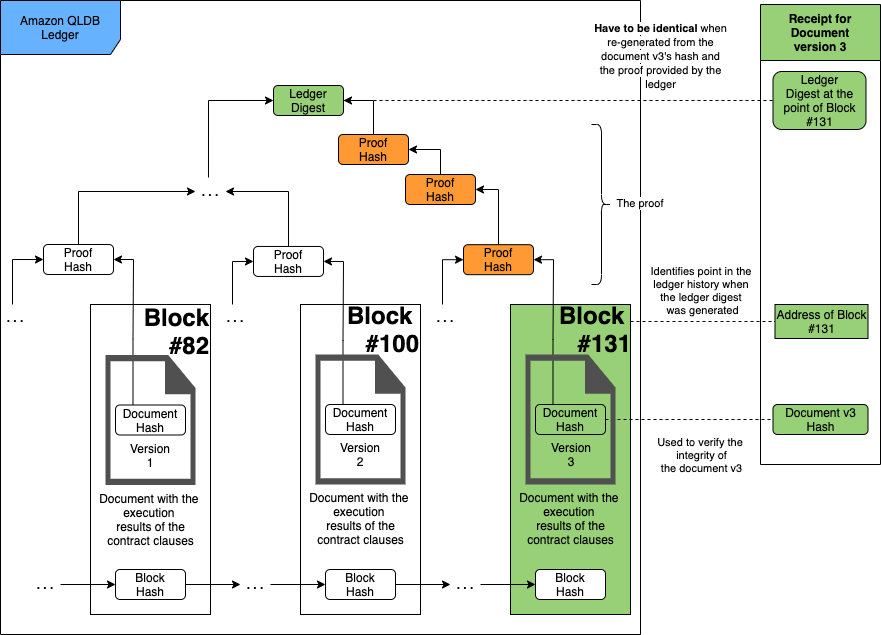 Amazon QLDB
Ledger
Have to be identical when
re-generated from the
document v3's hash and
the proof provided by the
ledger
Receipt for
Document
version 3
Ledger
Digest
Ledger
Digest at the
point of Block
#131
Proof
Hash
Proof
Hash
...
The proof
Proof
Hash
Proof
Hash
Proof
Hash
Identifies point in the
ledger history when
the ledger digest
was generated
...
Block
#82
...
Block
#100
...
Block
#131
Address of Block
#131
Document
Hash
Version
1
Document
Hash
Version
2
Document
Hash
Version
3
Document v3
Hash
Used to verify the
integrity of
the document v3
Document with the
execution
results of the
contract clauses
Document with the
execution
results of the
contract clauses
Document with the
execution
results of the
contract clauses
...
Block
Hash
...
Block
Hash
...
Block
Hash